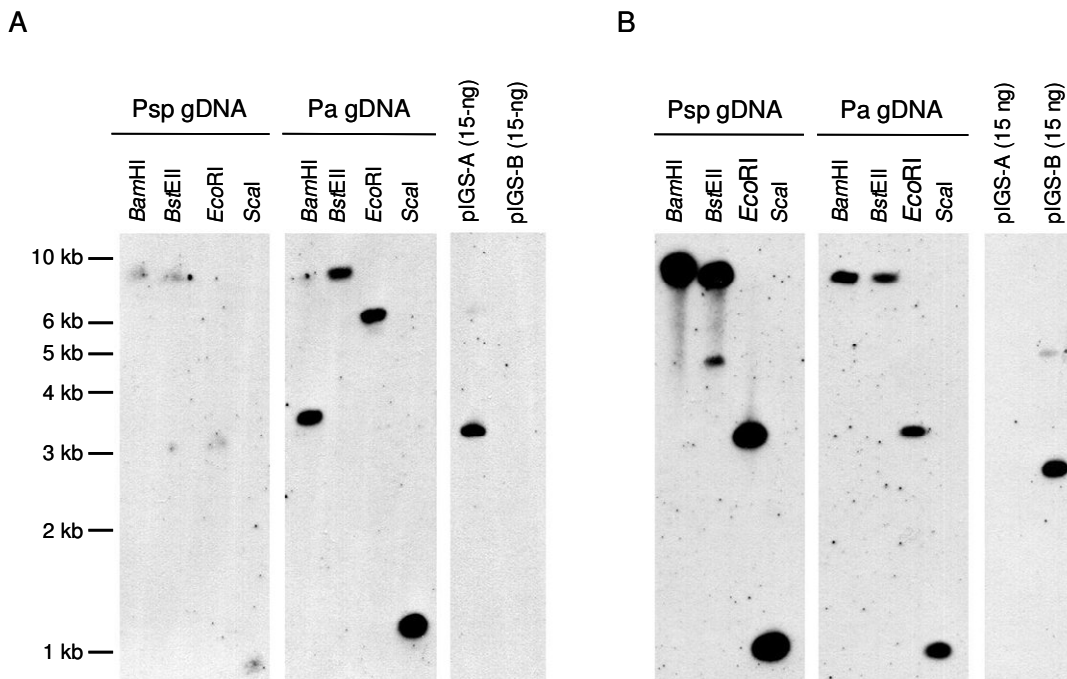 A
B
Psp gDNA
Pa gDNA
pIGS-A (15-ng)
pIGS-B (15-ng)
BamHI
BstEII
EcoRI
ScaI
BamHI
BstEII
EcoRI
ScaI
Psp gDNA
Pa gDNA
pIGS-A (15 ng)
pIGS-B (15 ng)
BamHI
BstEII
EcoRI
ScaI
BamHI
BstEII
EcoRI
ScaI
10 kb
6 kb
5 kb
4 kb
3 kb
2 kb
1 kb